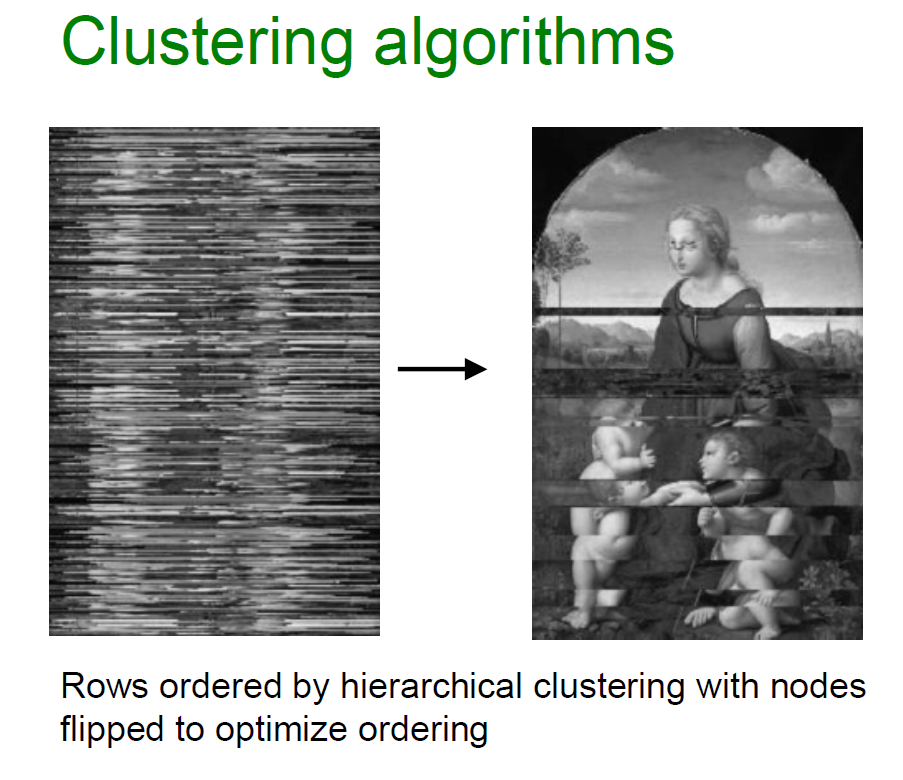 Clustering algorithms
Rows ordered by hierarchical clustering with nodes
flipped to optimize ordering